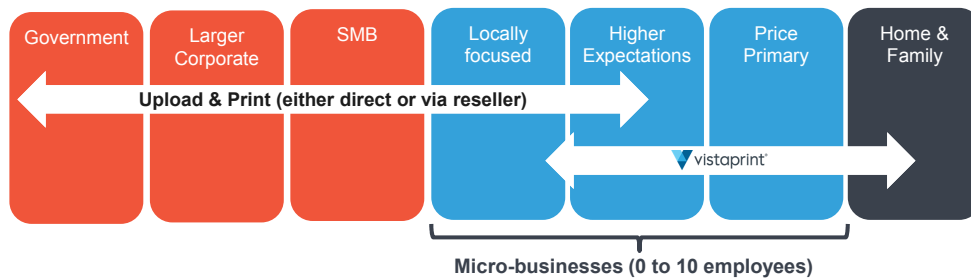 Government
Larger
Corporate
SMB
Locally
focused
Higher
Expectations
Price
Primary
Home &
Family
Upload & Print (either direct or via reseller)
vistaprint®
Micro-businesses (0 to 10 employees)